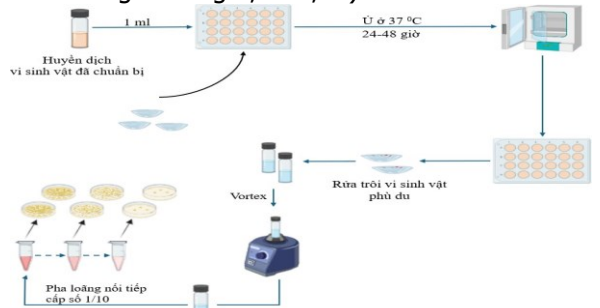 1 ml
Ủ ở 37 ⁰C
24-48 giờ
Huyền dịch
vi sinh vật đã chuẩn bị
Rửa trôi vi sinh vật
phù du
Vortex
Pha loãng nối tiếp
cấp số 1/10